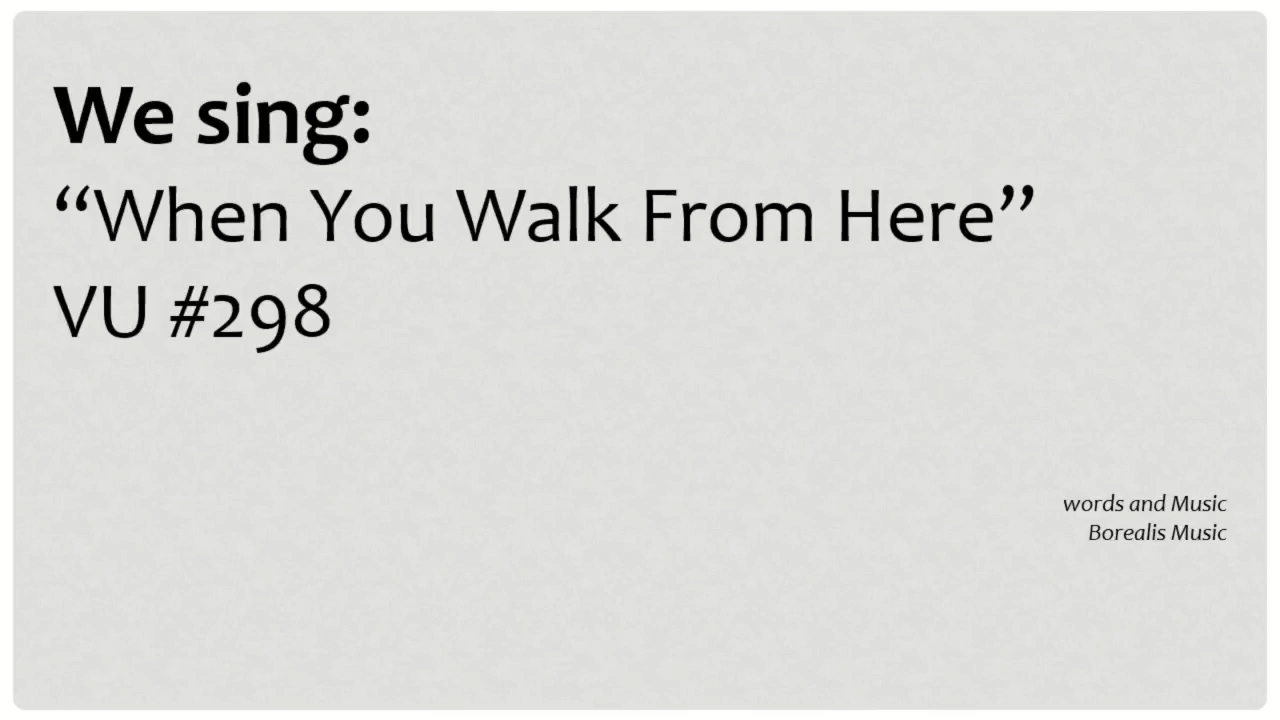 We sing:
“When You Walk From Here”
VU #298
words and Music
Borealis Music